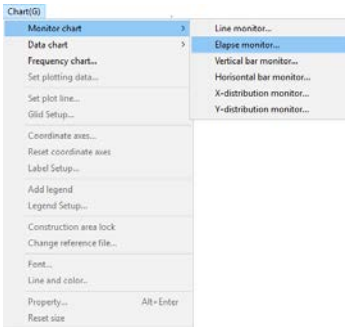 Chart(G)
Monitor chart
Data chart
Frequency chart...
Set plotting data...
Set plot line...
Glid Setup...
Coordinate axes...
Reset coordinate axes
Label Setup...
Add legend
Legend Setup...
Construction area lock
Change reference file...
Font...
Line and color..
Property... Alt+Enter
Reset size
Line monitor...
Elapse monitor...
Vertical bar monitor...
Horisontal bar monitor...
X-distribution monitor...
Y-distribution monitor...